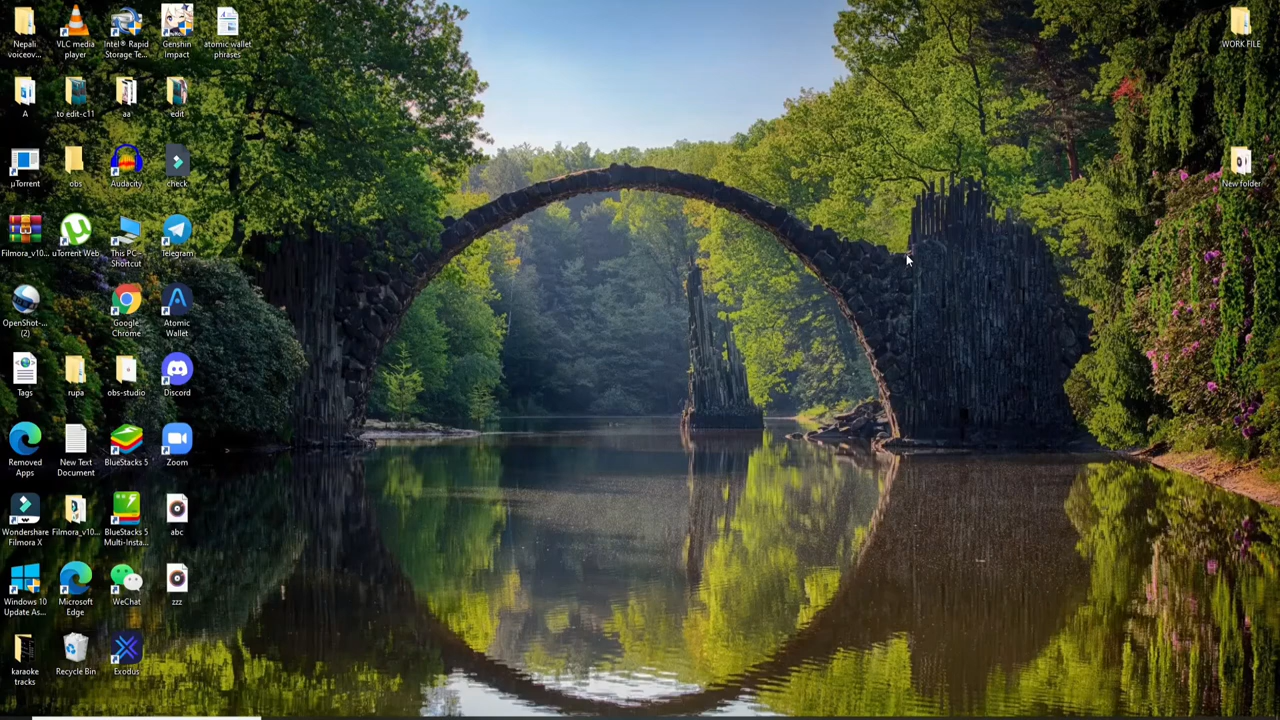 Nepali
voiceov...
VLC media
player
Intel® Rapid
Storage Te...
Genshin
Impact
atomic wallet
phrases
WORK FILE
A
to edit-c11
aa
edit
µTorrent
obs
Audacity
check
New folder
Filmora_v10...
uTorrent Web
This PC -
Shortcut
Telegram
OpenShot-...
(2)
Google
Chrome
Atomic
Wallet
Tags
rupa
obs-studio
Discord
Removed
Apps
New Text
Document
BlueStacks 5
Zoom
Wondershare
Filmora X
Filmora_v10...
BlueStacks 5
Multi-Insta...
abc
Windows 10
Update As...
Microsoft
Edge
WeChat
zzz
karaoke
tracks
Recycle Bin
Exodus